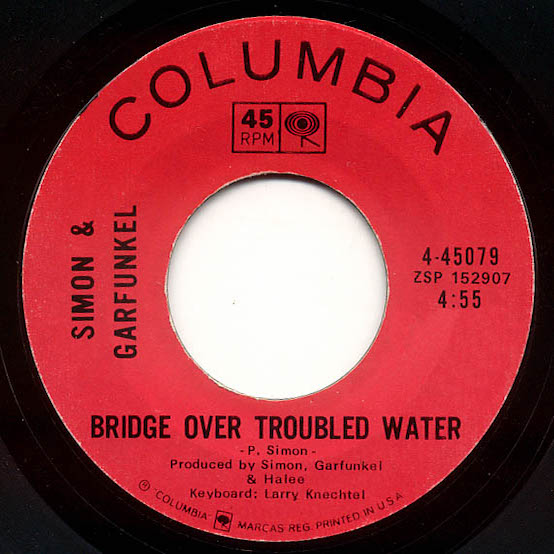 COLUMBIA
45
RPM
SIMON &
GARFUNKEL
4-45079
ZSP 152907
4:55
BRIDGE OVER TROUBLED WATER
- P. Simon -
Produced by Simon, Garfunkel
& Halee
Keyboard: Larry Knechtel
® "COLUMBIA" MARCAS REG. PRINTED IN U.S.A.